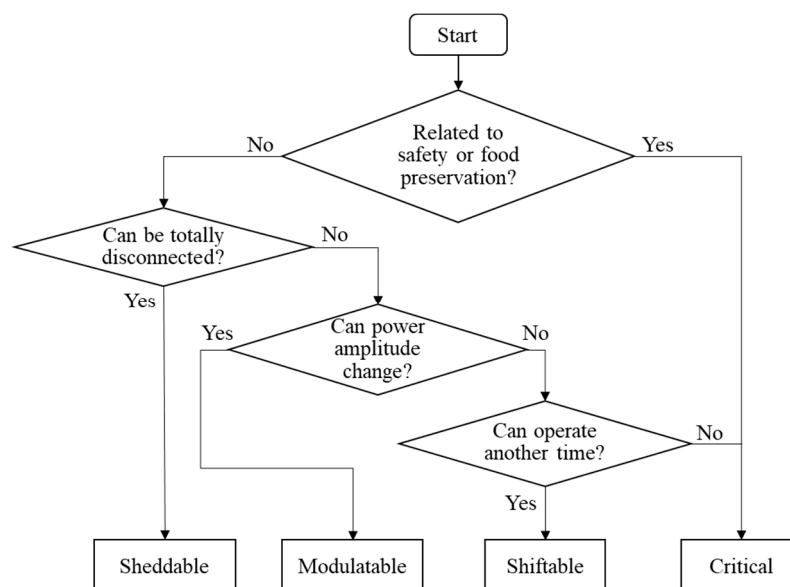 Start
Related to
safety or food
preservation?
No
Yes
Can be totally
disconnected?
No
Yes
Can power
amplitude
change?
Yes
No
Can operate
another time?
No
Yes
Sheddable
Modulatable
Shiftable
Critical